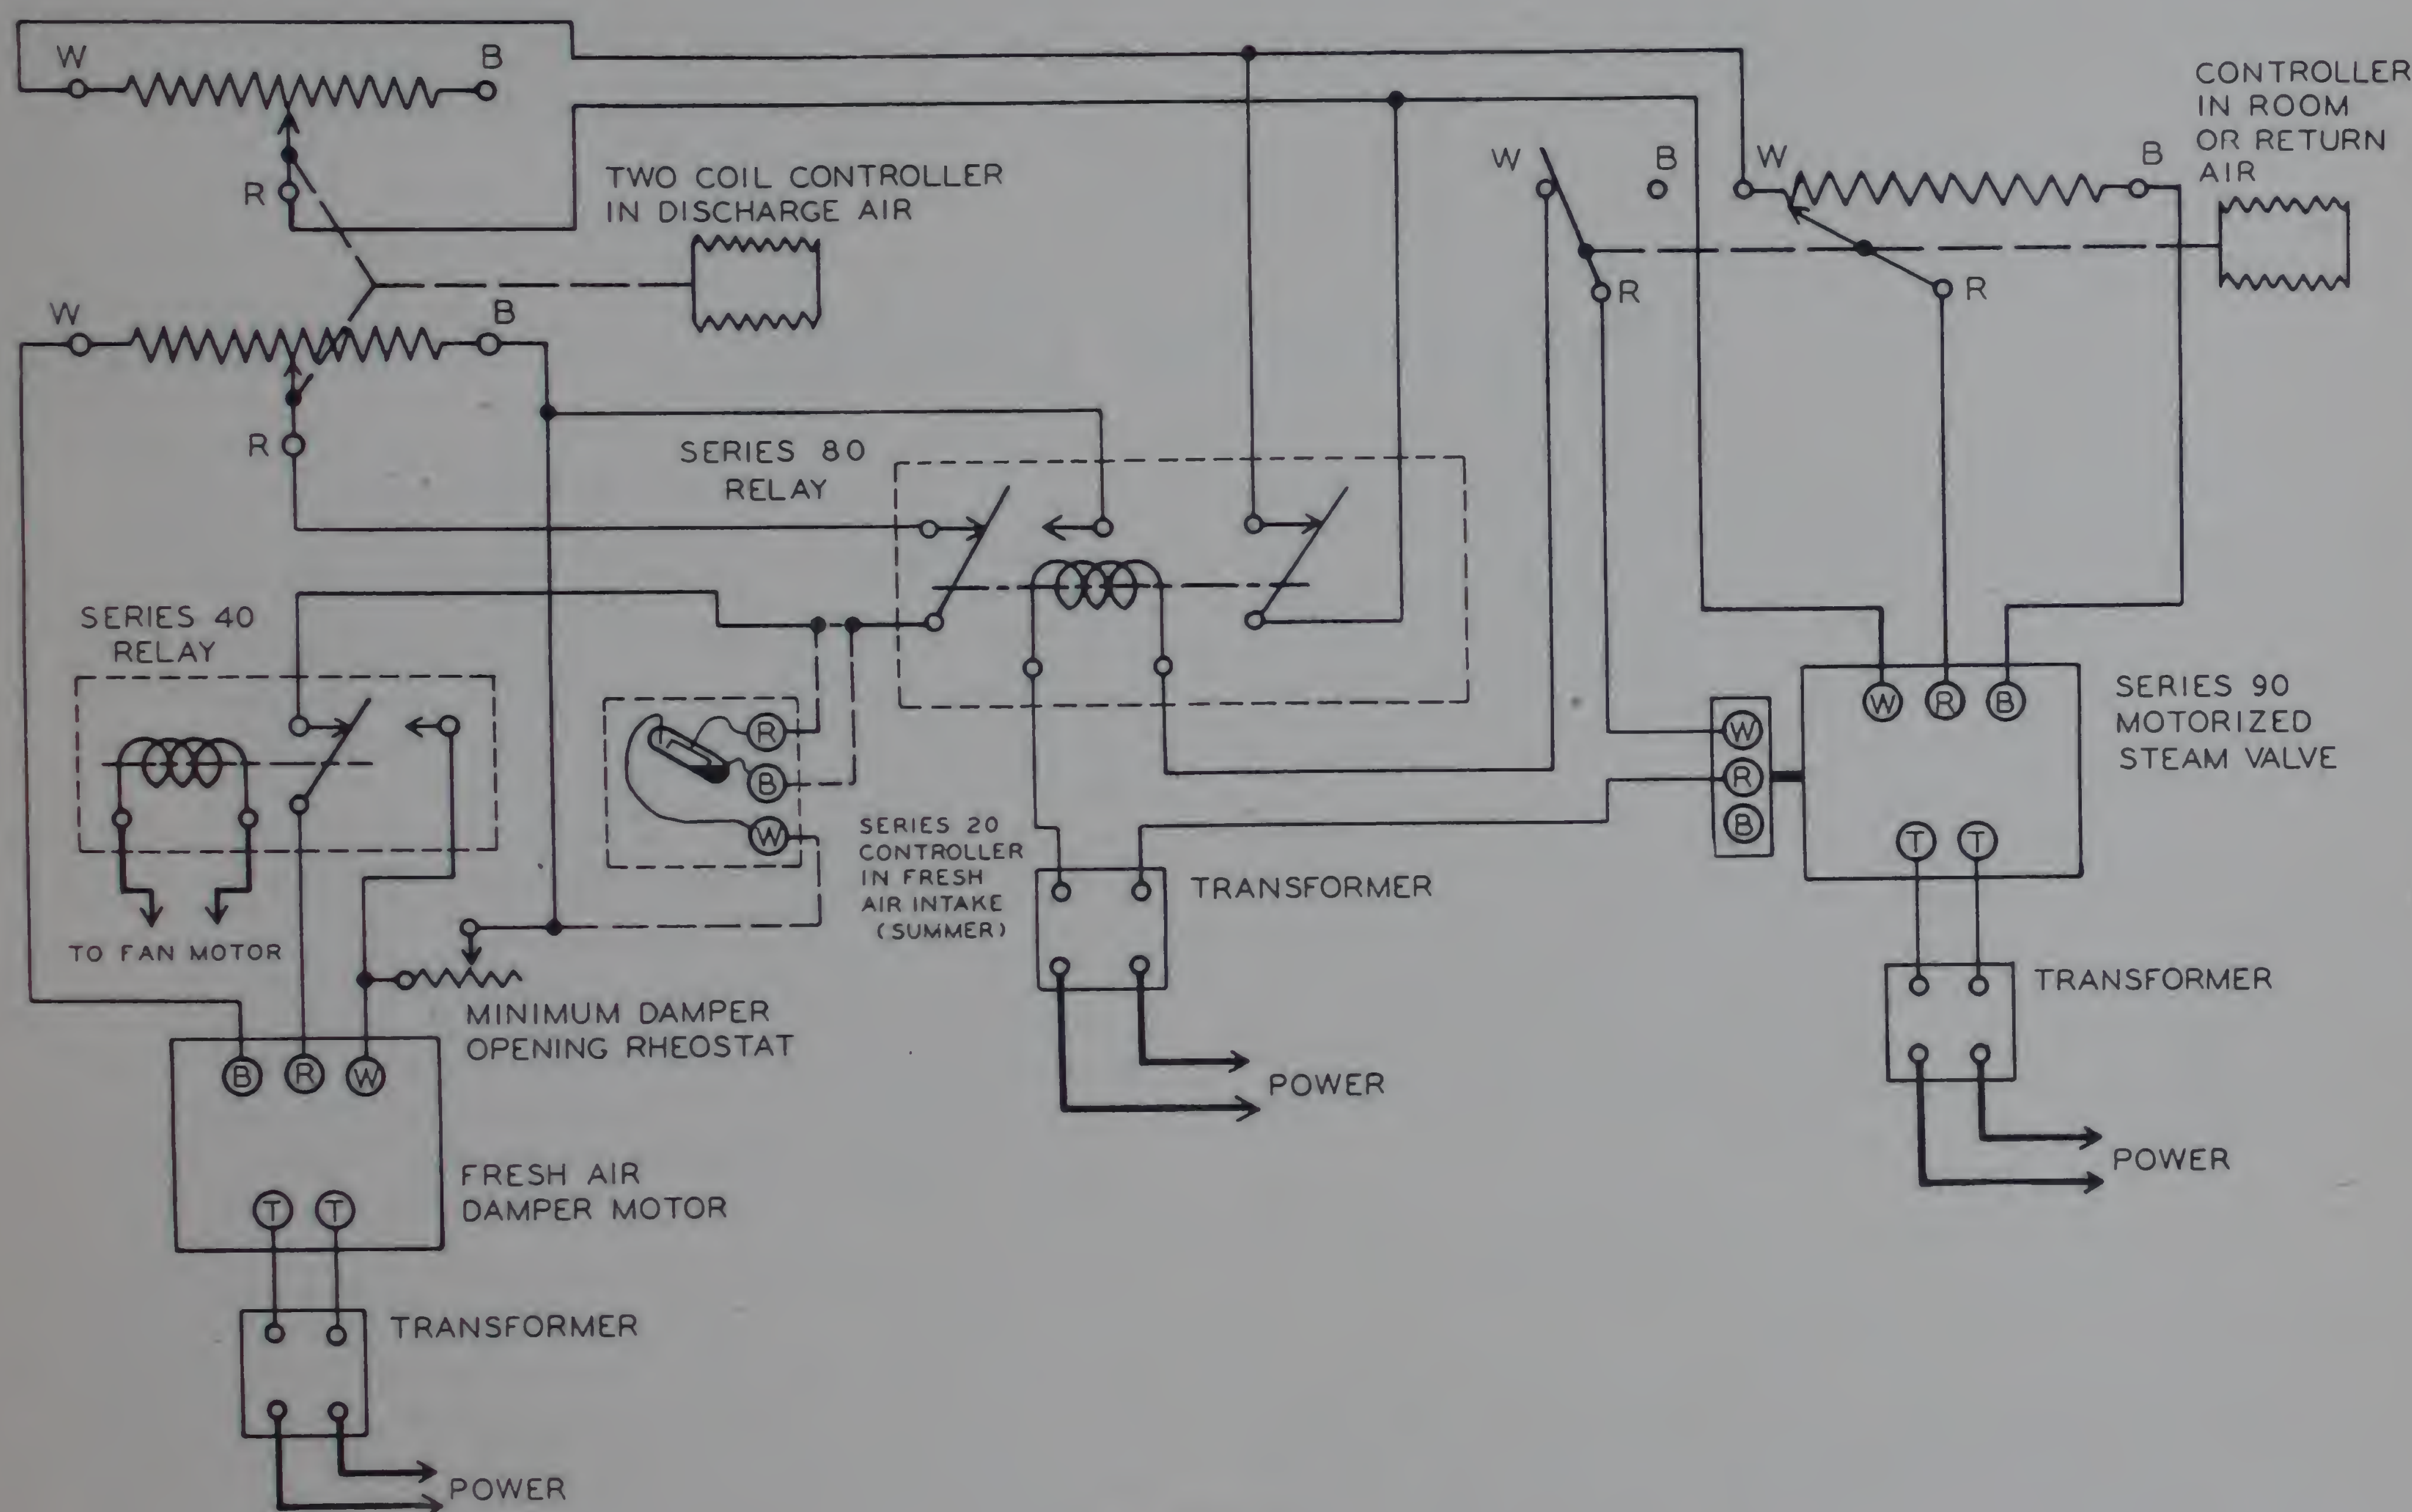 W
B
CONTROLLER
IN ROOM
OR RETURN
AIR
R
TWO COIL CONTROLLER
IN DISCHARGE AIR
W
B
W
B
R
R
W
B
R
SERIES 80
RELAY
SERIES 40
RELAY
R
B
W
SERIES 20
CONTROLLER
IN FRESH
AIR INTAKE
(SUMMER)
W
R
B
W
R
B
T
T
SERIES 90
MOTORIZED
STEAM VALVE
TRANSFORMER
TO FAN MOTOR
MINIMUM DAMPER
OPENING RHEOSTAT
TRANSFORMER
POWER
POWER
B
R
W
T
T
FRESH AIR
DAMPER MOTOR
TRANSFORMER
POWER